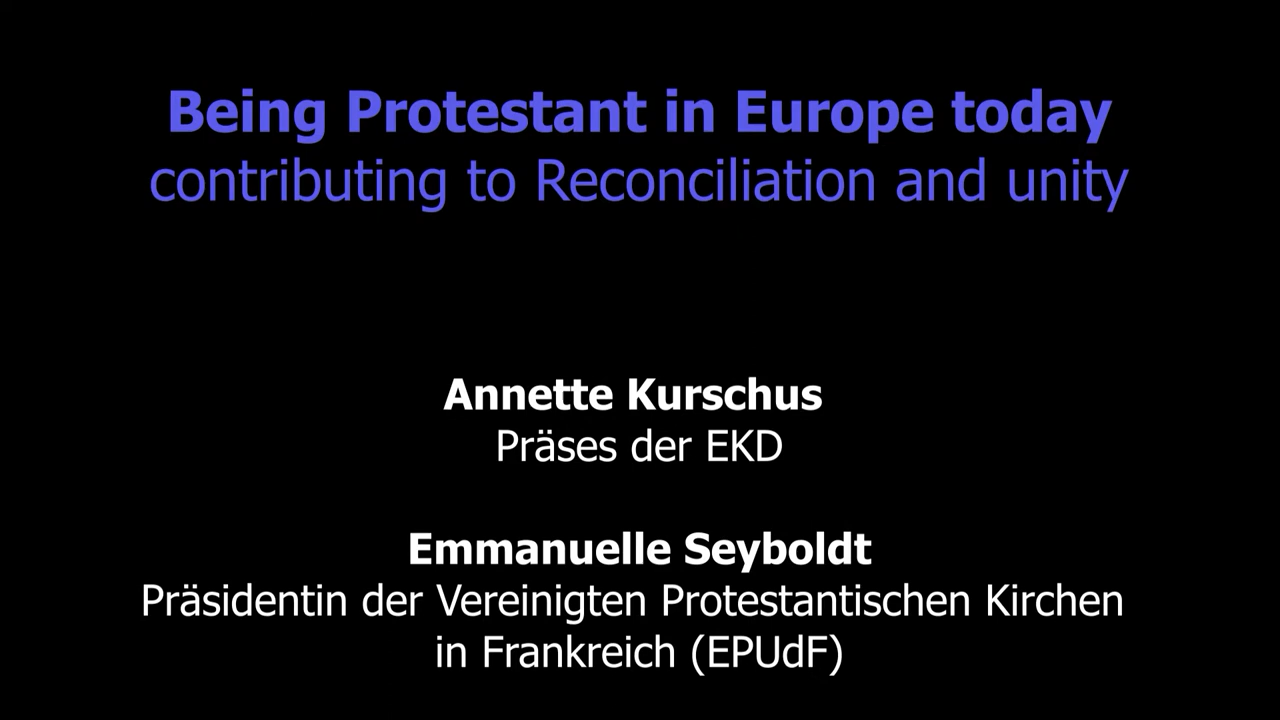 Being Protestant in Europe today
contributing to Reconciliation and unity
Annette Kurschus
Präses der EKD
Emmanuelle Seyboldt
Präsidentin der Vereinigten Protestantischen Kirchen
in Frankreich (EPUdF)